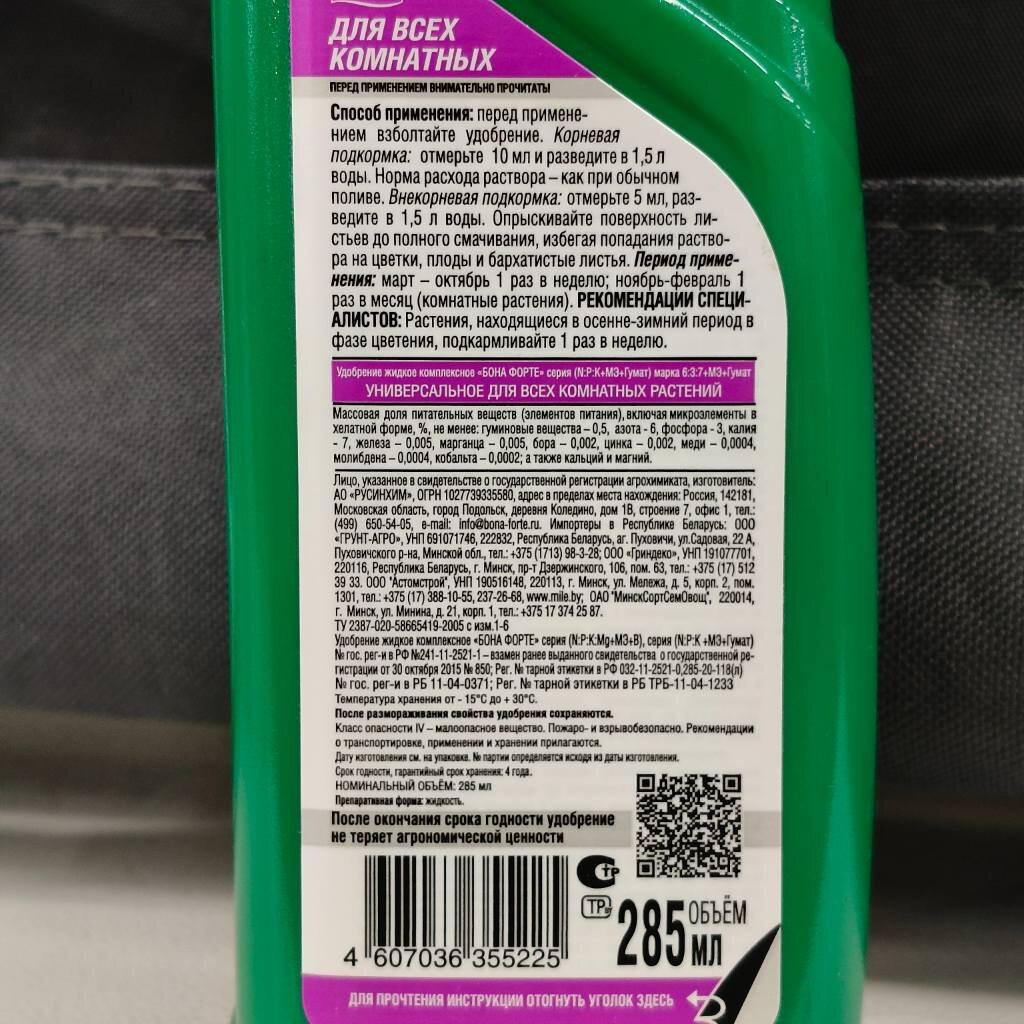 ДЛЯ ВСЕХ
КОМНАТНЫХ
ПЕРЕД ПРИМЕНЕНИЕМ ВНИМАТЕЛЬНО ПРОЧИТАТЬ!
Способ применения: перед примене-
нием взболтайте удобрение. Корневая
подкормка: отмерьте 10 мл и разведите в 1,5 л
воды. Норма расхода раствора – как при обычном
поливе. Внекорневая подкормка: отмерьте 5 мл, раз-
ведите в 1,5 л воды. Опрыскивайте поверхность ли-
стьев до полного смачивания, избегая попадания раство-
ра на цветки, плоды и бархатистые листья. Период приме-
нения: март – октябрь 1 раз в неделю; ноябрь-февраль 1
раз в месяц (комнатные растения). РЕКОМЕНДАЦИИ СПЕЦИ-
АЛИСТОВ: Растения, находящиеся в осенне-зимний период в
фазе цветения, подкармливайте 1 раз в неделю.
Удобрение жидкое комплексное «БОНА ФОРТЕ» серия (N:P:K+МЭ+Гумат) марка 6:3:7+МЭ+Гумат
УНИВЕРСАЛЬНОЕ ДЛЯ ВСЕХ КОМНАТНЫХ РАСТЕНИЙ
Массовая доля питательных веществ (элементов питания), включая микроэлементы в
хелатной форме, %, не менее: гуминовые вещества – 0,5, азота - 6, фосфора - 3, калия
- 7, железа – 0,005, марганца – 0,005, бора – 0,002, цинка – 0,002, меди – 0,0004,
молибдена – 0,0004, кобальта – 0,0002; а также кальций и магний.
Лицо, указанное в свидетельстве о государственной регистрации агрохимиката, изготовитель:
АО «РУСИНХИМ», ОГРН 1027739335580, адрес в пределах места нахождения: Россия, 142181,
Московская область, город Подольск, деревня Коледино, дом 1В, строение 7, офис 1, тел.:
(499) 650-54-05, e-mail: info@bona-forte.ru. Импортеры в Республике Беларусь: ООО
«ГРУНТ-АГРО», УНП 691071746, 222832, Республика Беларусь, аг. Пуховичи, ул.Садовая, 22 А,
Пуховичского р-на, Минской обл., тел.: +375 (1713) 98-3-28; ООО «Гриндеко», УНП 191077701,
220116, Республика Беларусь, г. Минск, пр-т Дзержинского, 106, пом. 63, тел.: +375 (17) 512
39 33. ООО "Астомстрой", УНП 190516148, 220113, г. Минск, ул. Мележа, д. 5, корп. 2, пом.
1301, тел.: +375 (17) 388-10-55, 237-26-68, www.mile.by; ОАО "МинскСортСемОвощ", 220014,
г. Минск, ул. Минина, д. 21, корп. 1, тел.: +375 17 374 25 87.
ТУ 2387-020-58665419-2005 с изм.1-6
Удобрение жидкое комплексное «БОНА ФОРТЕ» серия (N:P:K:Mg+МЭ+В), серия (N:P:K +МЭ+Гумат)
№ гос. рег-и в РФ №241-11-2521-1 – взамен ранее выданного свидетельства о государственной ре-
гистрации от 30 октября 2015 № 850; Рег. № тарной этикетки в РФ 032-11-2521-0,285-20-118(л)
№ гос. рег-и в РБ 11-04-0371; Рег. № тарной этикетки в РБ ТРБ-11-04-1233
Температура хранения от - 15°С до + 30°С.
После размораживания свойства удобрения сохраняются.
Класс опасности IV – малоопасное вещество. Пожаро- и взрывобезопасно. Рекомендации
о транспортировке, применении и хранении прилагаются.
Дату изготовления см. на упаковке. № партии определяется исходя из даты изготовления.
Срок годности, гарантийный срок хранения: 4 года.
НОМИНАЛЬНЫЙ ОБЪЁМ: 285 мл
Препаративная форма: жидкость.
После окончания срока годности удобрение
не теряет агрономической ценности
4 607036 355225
285 ОБЪЁМ
МЛ
ДЛЯ ПРОЧТЕНИЯ ИНСТРУКЦИИ ОТОГНУТЬ УГОЛОК ЗДЕСЬ